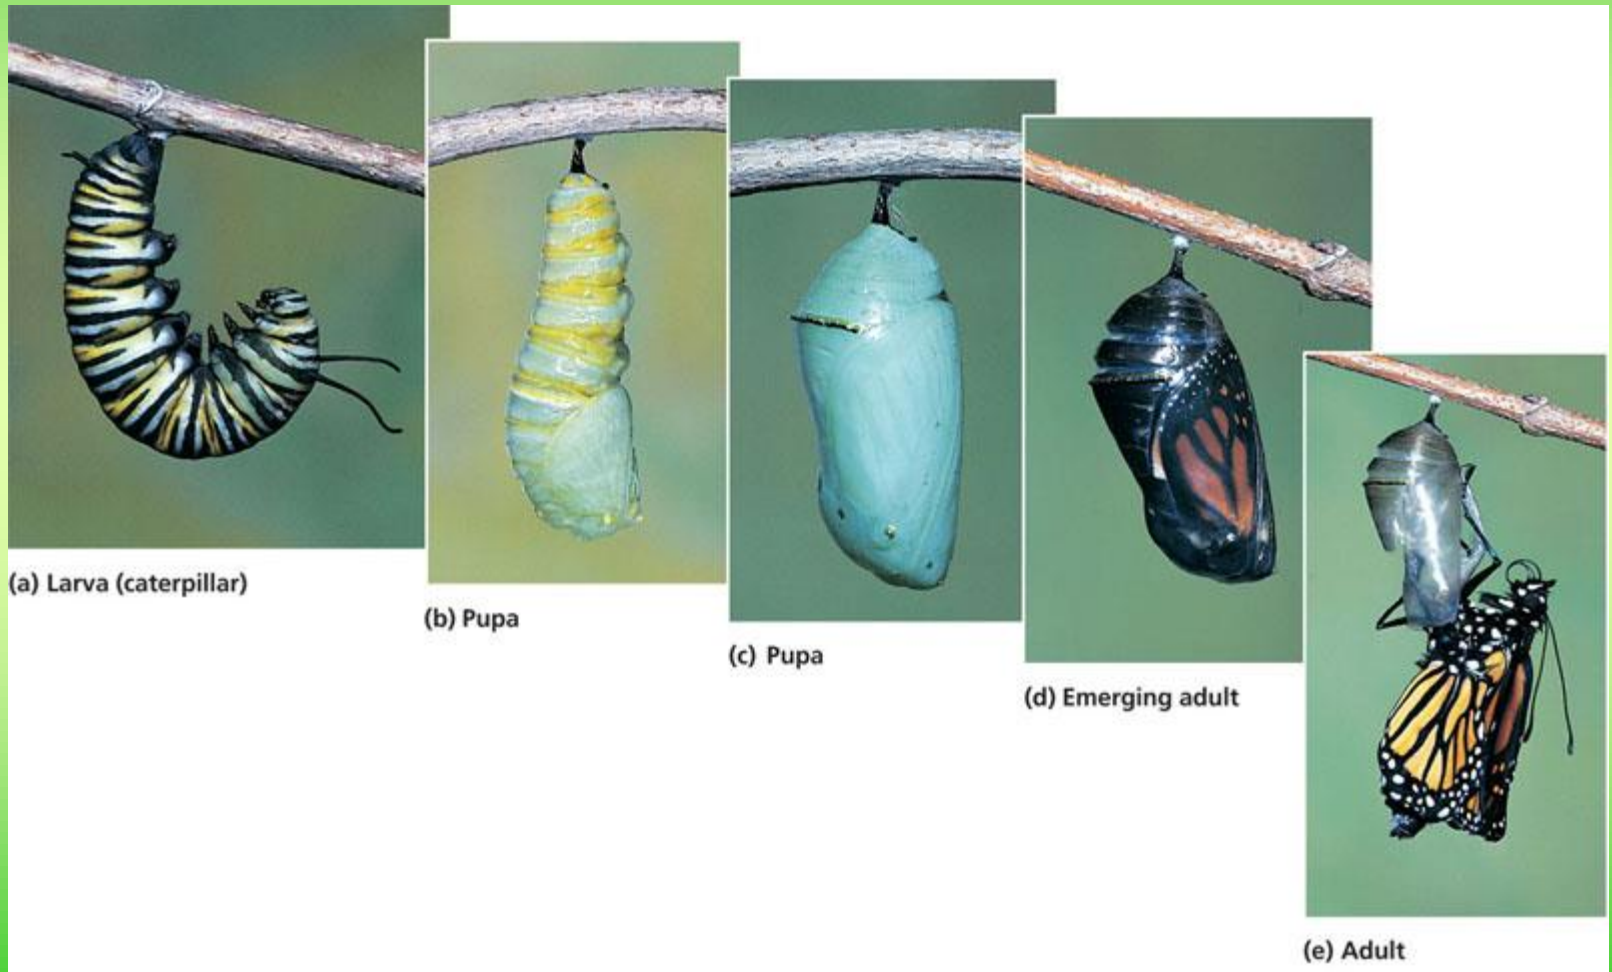 (a) Larva (caterpillar)
(b) Pupa
(c) Pupa
(d) Emerging adult
(e) Adult